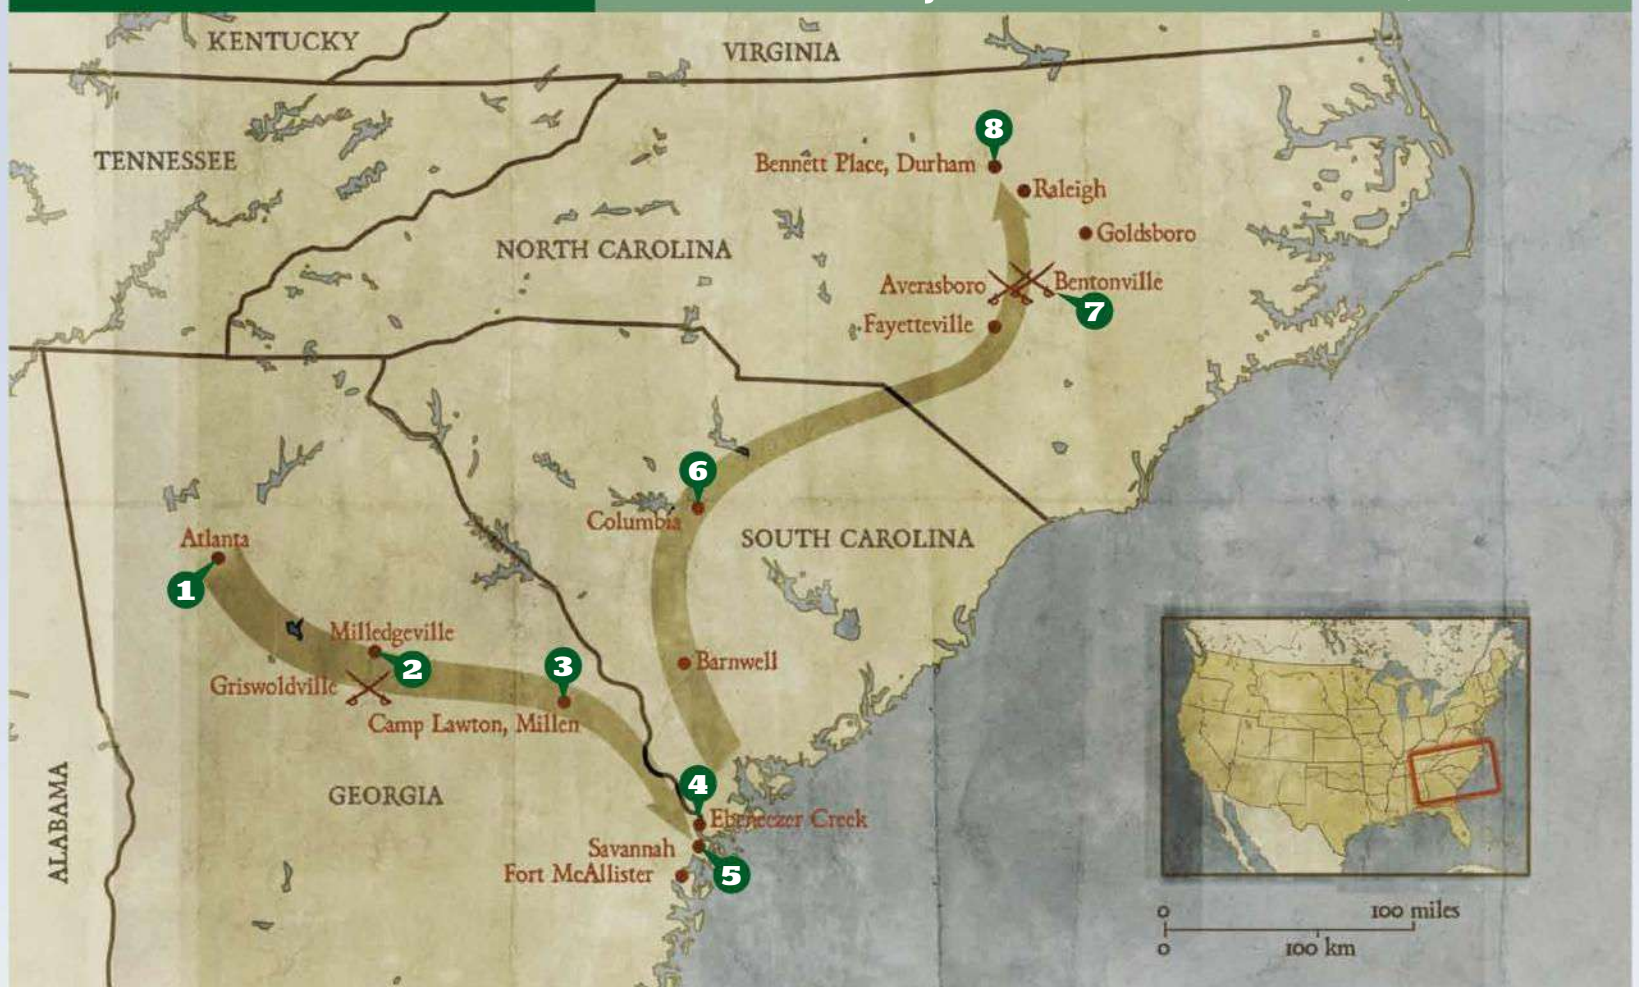 KENTUCKY
VIRGINIA
TENNESSEE
8
Bennett Place, Durham
Raleigh
Goldsboro
NORTH CAROLINA
Averasboro
Bentonville
7
Fayetteville
6
Columbia
SOUTH CAROLINA
Atlanta
1
Milledgeville
2
3
Barnwell
Griswoldville
Camp Lawton, Millen
ALABAMA
GEORGIA
4
Ebeneezer Creek
Savannah
5
Fort McAllister
0
100 miles
0
100 km